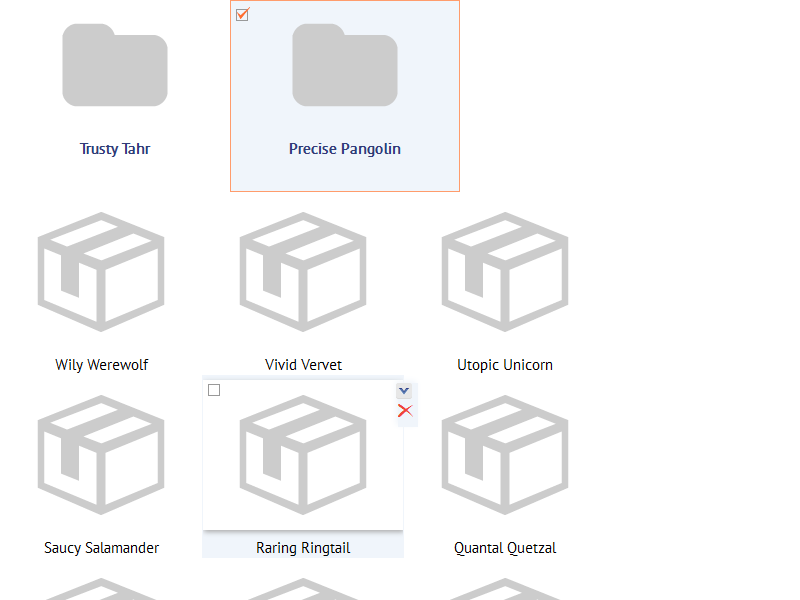 Trusty Tahr
Precise Pangolin
Wily Werewolf
Vivid Vervet
Utopic Unicorn
Saucy Salamander
Raring Ringtail
Quantal Quetzal